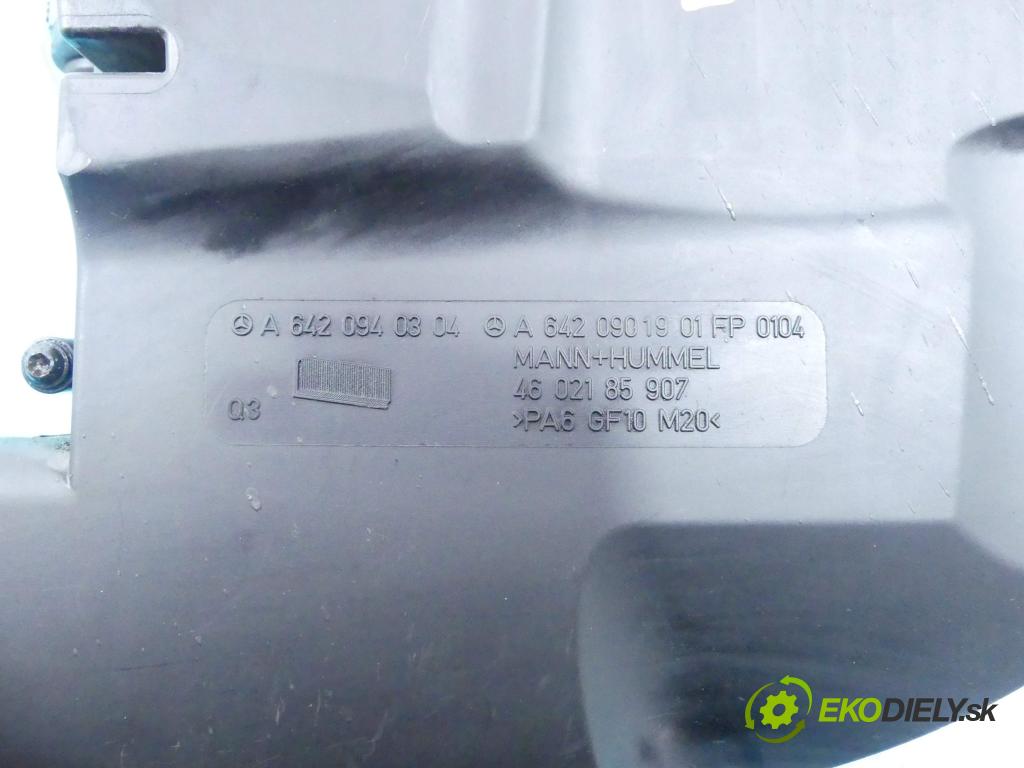 A 642 094 03 04 A 642 090 19 01 FP 0104
MANN+HUMMEL
46 021 85 907
Q3
>PA6 GF10 M20<
EKODIELY.sk